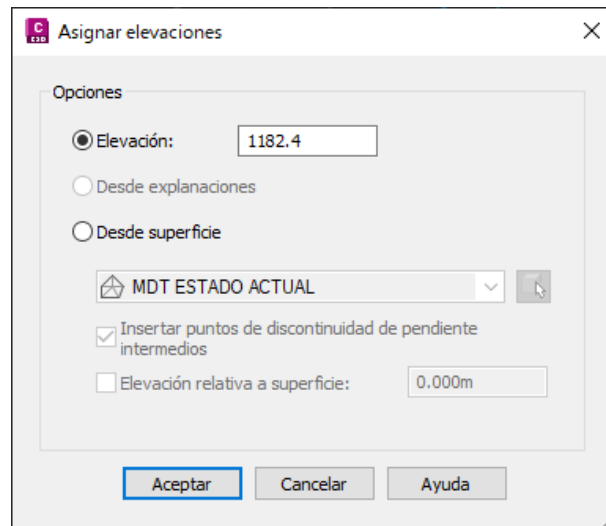 C
C3D
Asignar elevaciones
Opciones
Elevación:
1182.4
Desde explanaciones
Desde superficie
MDT ESTADO ACTUAL
Insertar puntos de discontinuidad de pendiente
intermedios
Elevación relativa a superficie:
0.000m
Aceptar
Cancelar
Ayuda